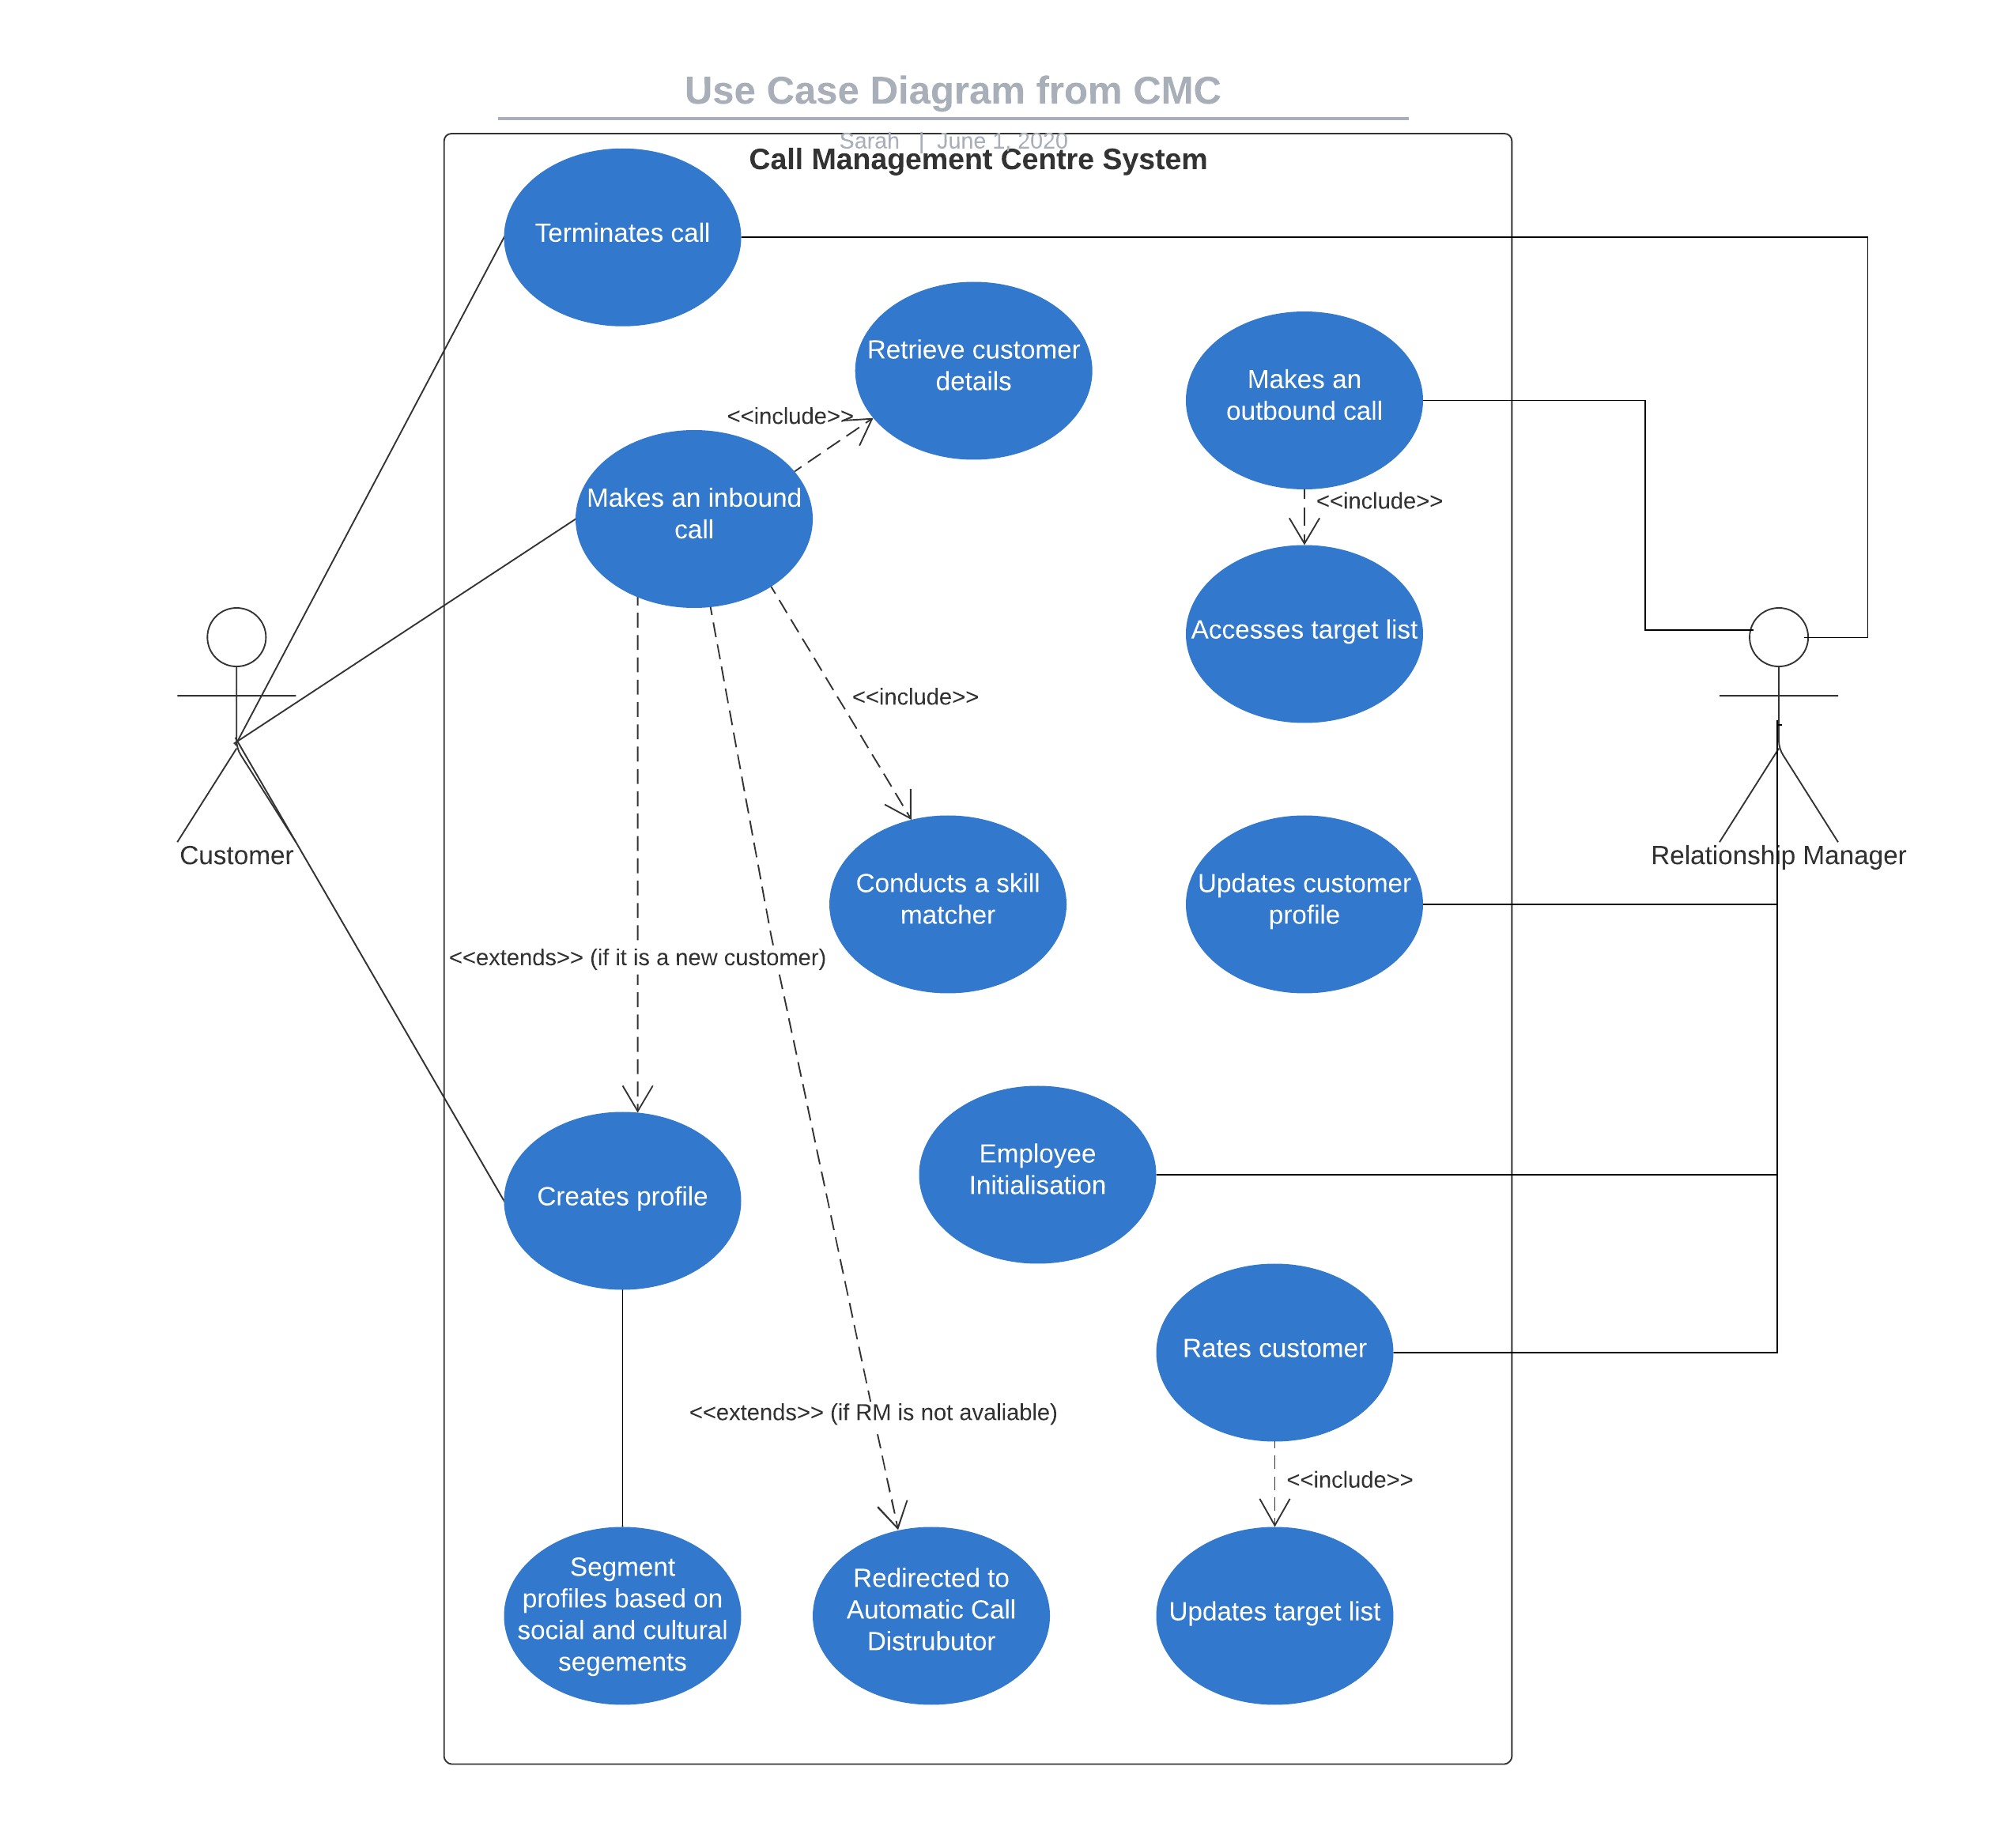 Use Case Diagram from CMC
Sarah | June 1, 2020
Call Management Centre System
Terminates call
Retrieve customer
details
Makes an
outbound call
<<include>>
Makes an inbound
call
<<include>>
Accesses target list
<<include>>
Customer
Relationship Manager
Conducts a skill
matcher
Updates customer
profile
<<extends>> (if it is a new customer)
Employee
Initialisation
Creates profile
Rates customer
<<extends>> (if RM is not avaliable)
<<include>>
Segment
profiles based on
social and cultural
segements
Redirected to
Automatic Call
Distrubutor
Updates target list